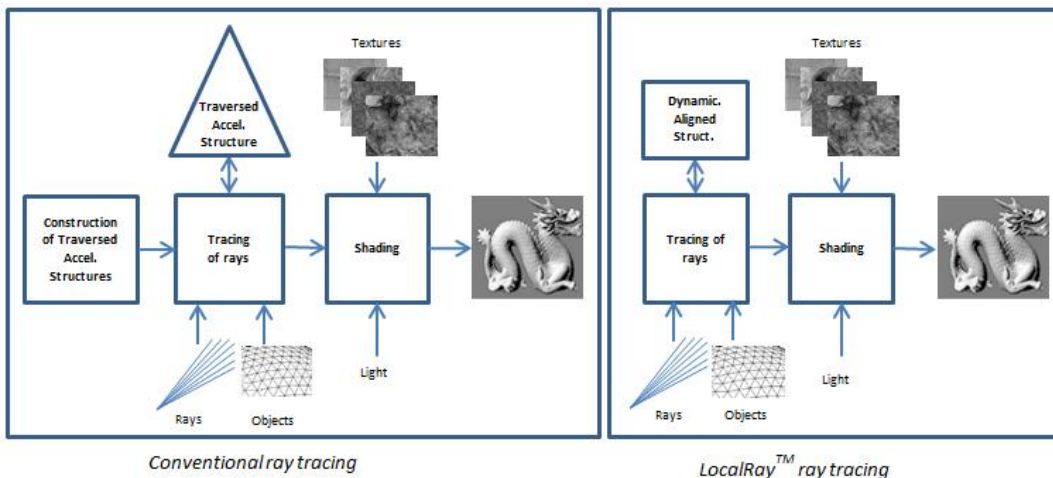 Textures
Traversed
Accel.
Structure
Construction
of Traversed
Accel.
Structures
Tracing
of rays
Shading
Rays
Objects
Light
Conventional ray tracing
Textures
Dynamic.
Aligned
Struct.
Tracing of
rays
Shading
Rays
Objects
Light
LocalRay™ ray tracing